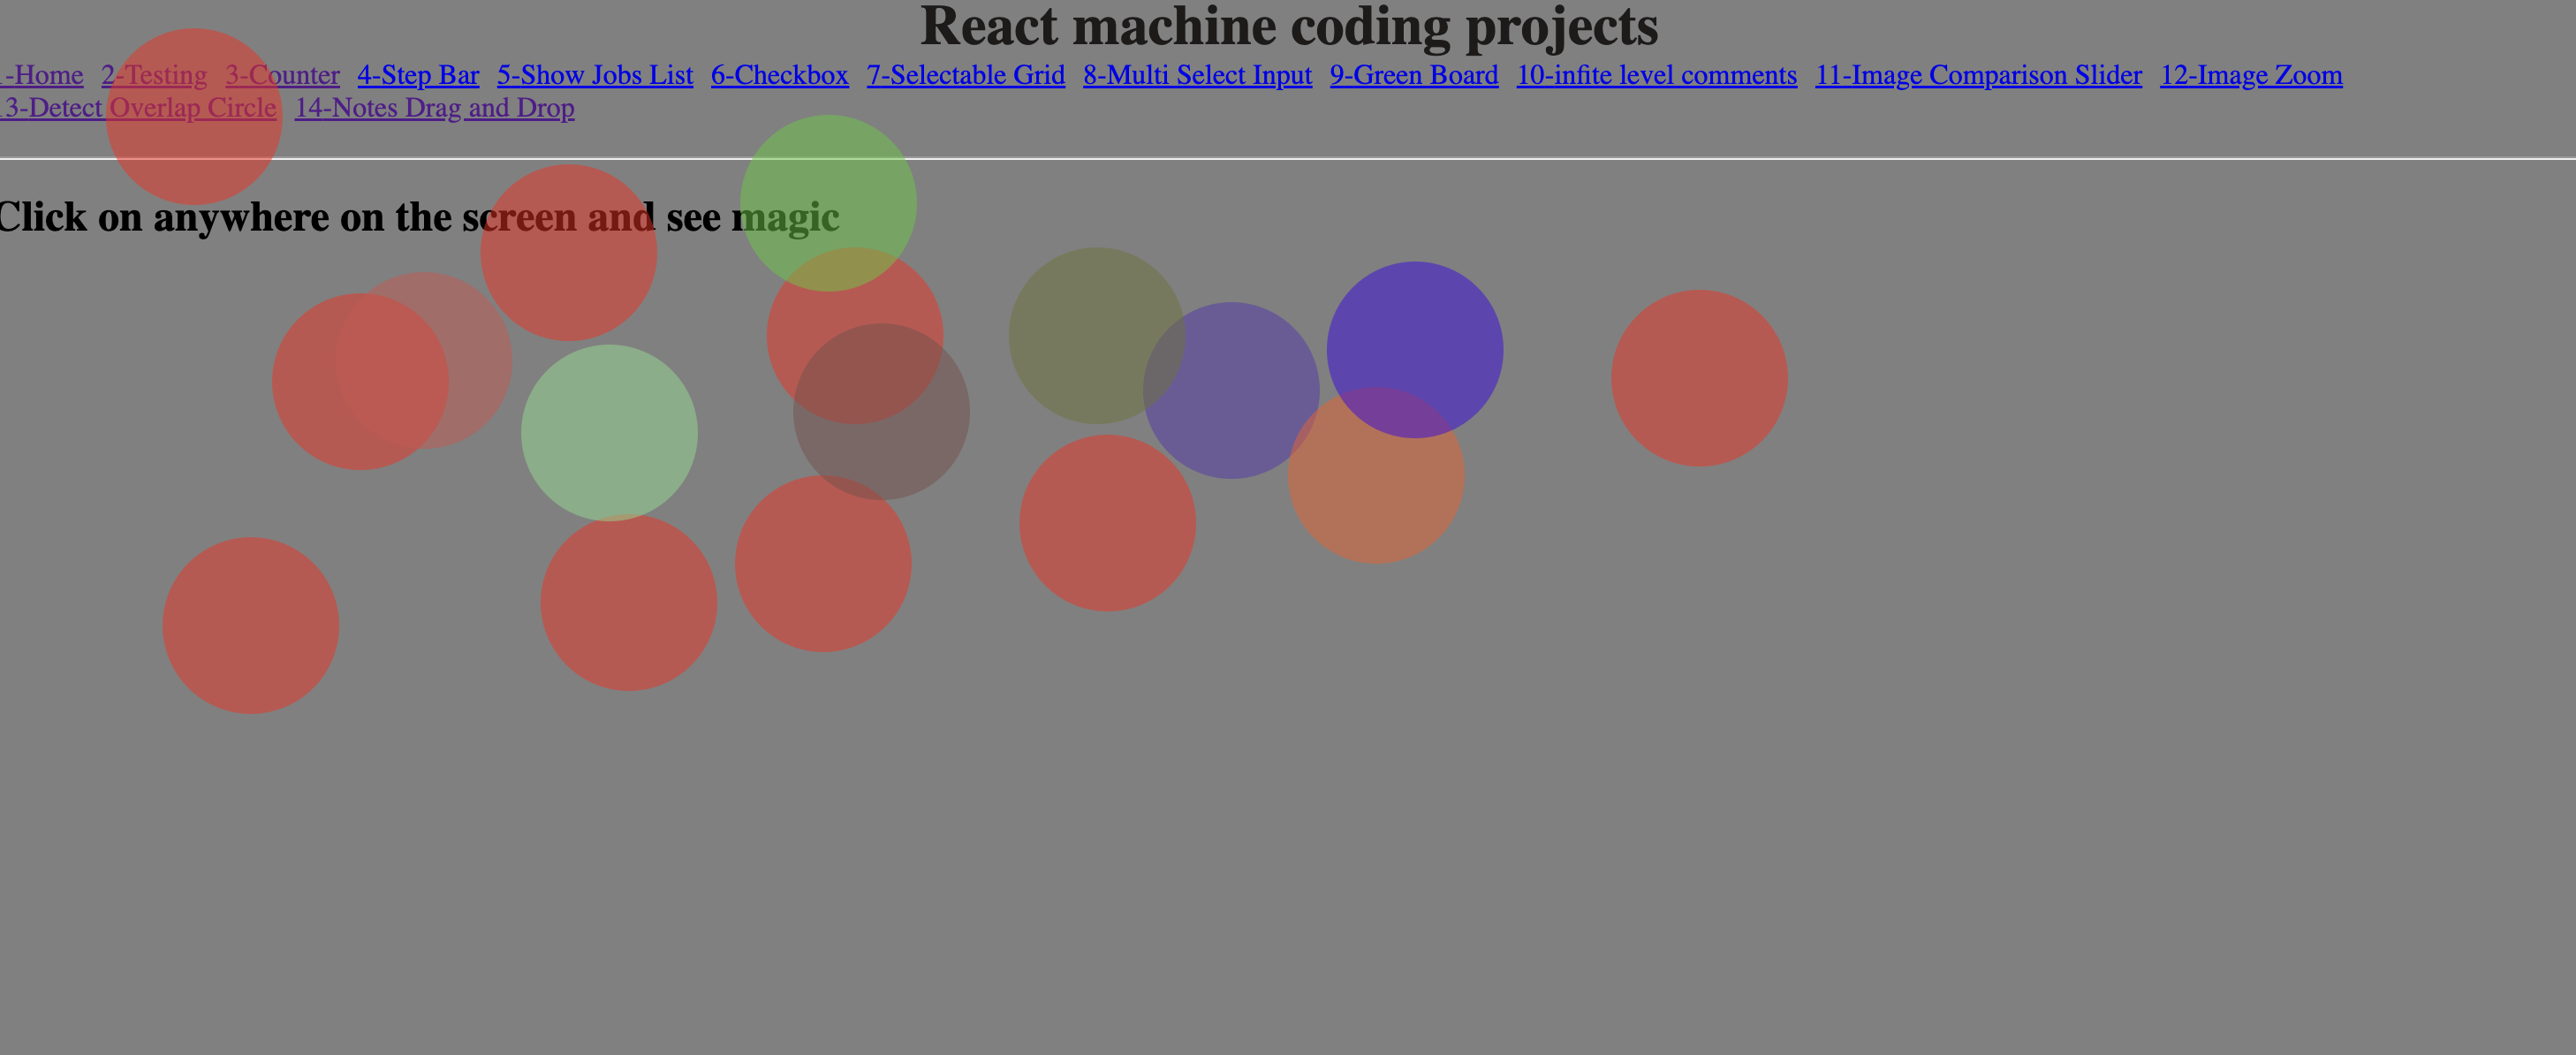 React machine coding projects
-Home 2-Testing 3-Counter 4-Step Bar 5-Show Jobs List 6-Checkbox 7-Selectable Grid 8-Multi Select Input 9-Green Board 10-infite level comments 11-Image Comparison Slider 12-Image Zoom
3-Detect Overlap Circle 14-Notes Drag and Drop
Click on anywhere on the screen and see magic